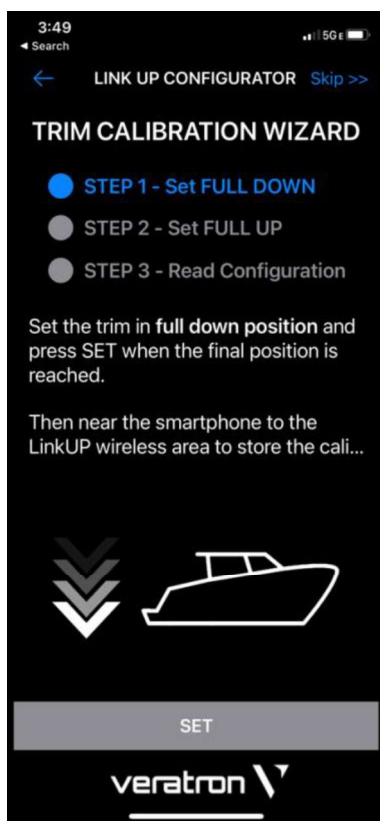 3:49
5G E
◀ Search
LINK UP CONFIGURATOR Skip >>
TRIM CALIBRATION WIZARD
STEP 1 - Set FULL DOWN
STEP 2 - Set FULL UP
STEP 3 - Read Configuration
Set the trim in full down position and
press SET when the final position is
reached.
Then near the smartphone to the
LinkUP wireless area to store the cali...
SET
veratron